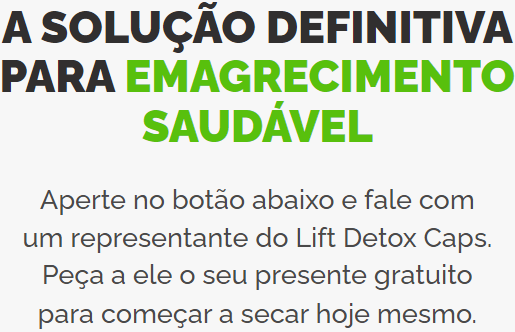 A SOLUÇÃO DEFINITIVA
PARA EMAGRECIMENTO
SAUDÁVEL
Aperte no botão abaixo e fale com
um representante do Lift Detox Caps.
Peça a ele o seu presente gratuito
para começar a secar hoje mesmo.